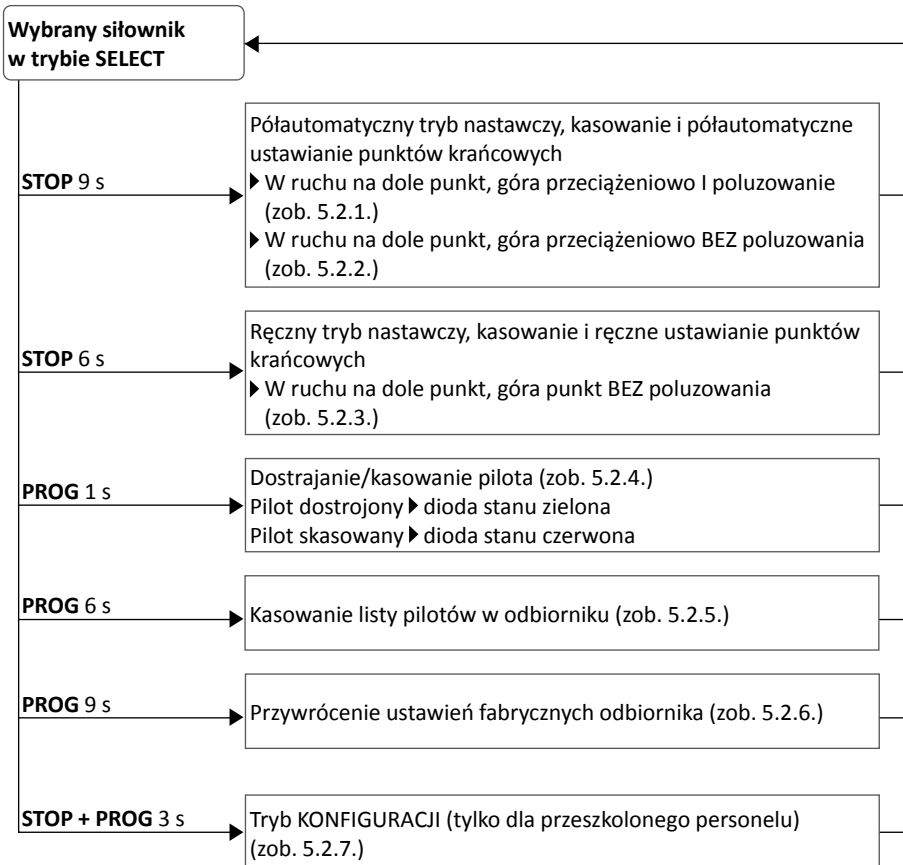 Wybrany siłownik
w trybie SELECT
STOP 9 s
Półautomatyczny tryb nastawczy, kasowanie i półautomatyczne
ustawianie punktów krańcowych
W ruchu na dole punkt, góra przeciążeniowo I poluzowanie
(zob. 5.2.1.)
W ruchu na dole punkt, góra przeciążeniowo BEZ poluzowania
(zob. 5.2.2.)
STOP 6 s
Ręczny tryb nastawczy, kasowanie i ręczne ustawianie punktów
krańcowych
W ruchu na dole punkt, góra punkt BEZ poluzowania
(zob. 5.2.3.)
PROG 1 s
Dostrajanie/kasowanie pilota (zob. 5.2.4.)
Pilot dostrojony dioda stanu zielona
Pilot skasowany dioda stanu czerwona
PROG 6 s
Kasowanie listy pilotów w odbiorniku (zob. 5.2.5.)
PROG 9 s
Przywrócenie ustawień fabrycznych odbiornika (zob. 5.2.6.)
STOP + PROG 3 s
Tryb KONFIGURACJI (tylko dla przeszkolonego personelu)
(zob. 5.2.7.)